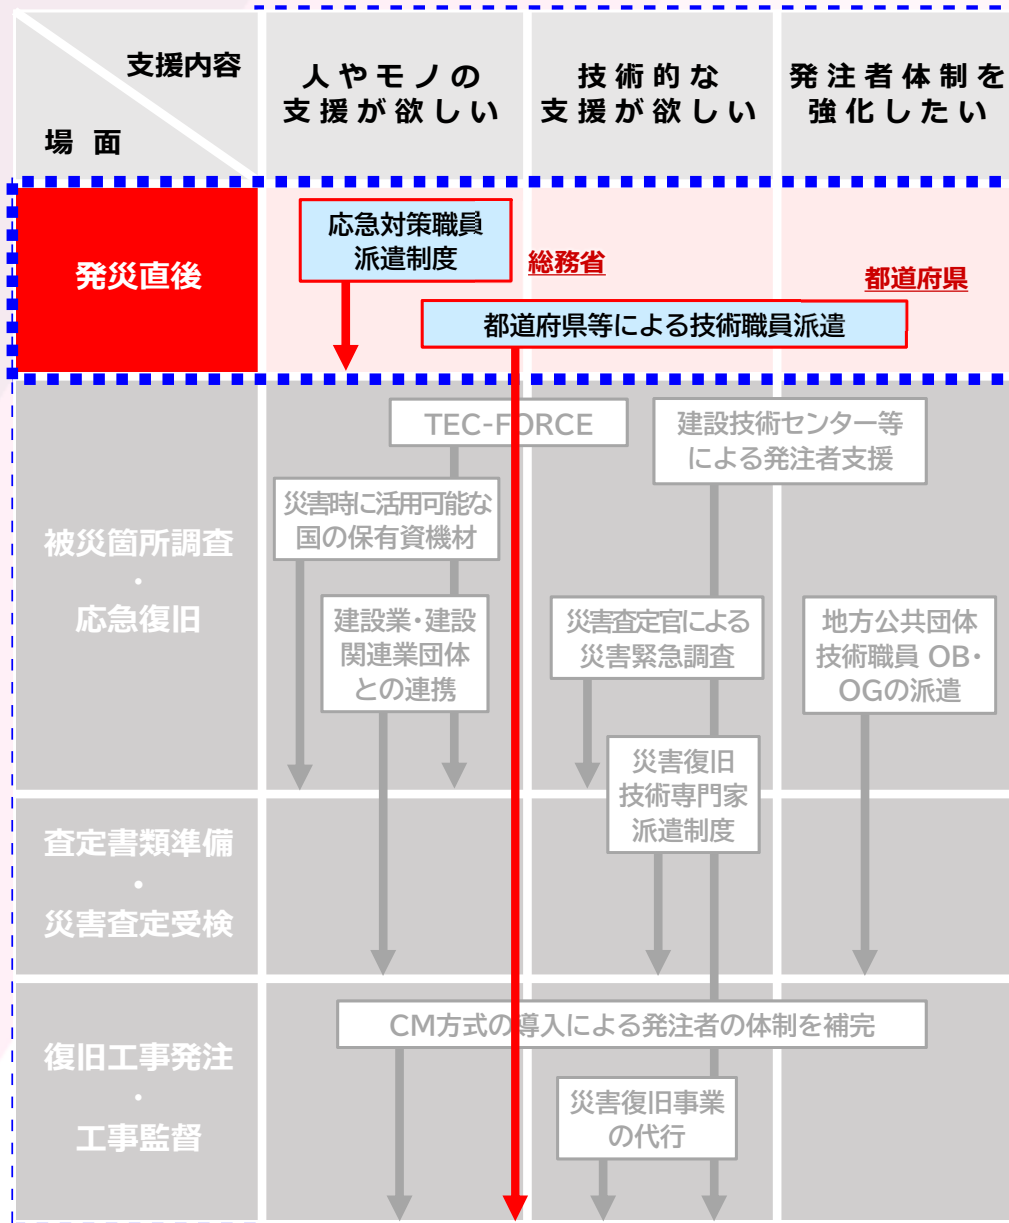 支援内容
場 面
人やモノの
支援が欲しい
技術的な
支援が欲しい
発注者体制を
強化したい
発災直後
応急対策職員
派遣制度
総務省
都道府県
都道府県等による技術職員派遣
被災箇所調査
・
応急復旧
TEC-FORCE
建設技術センター等
による発注者支援
災害時に活用可能な
国の保有資機材
建設業・建設
関連業団体
との連携
災害査定官による
災害緊急調査
地方公共団体
技術職員 OB・
OGの派遣
災害復旧
技術専門家
派遣制度
査定書類準備
・
災害査定受検
CM方式の導入による発注者の体制を補完
復旧工事発注
・
工事監督
災害復旧事業
の代行